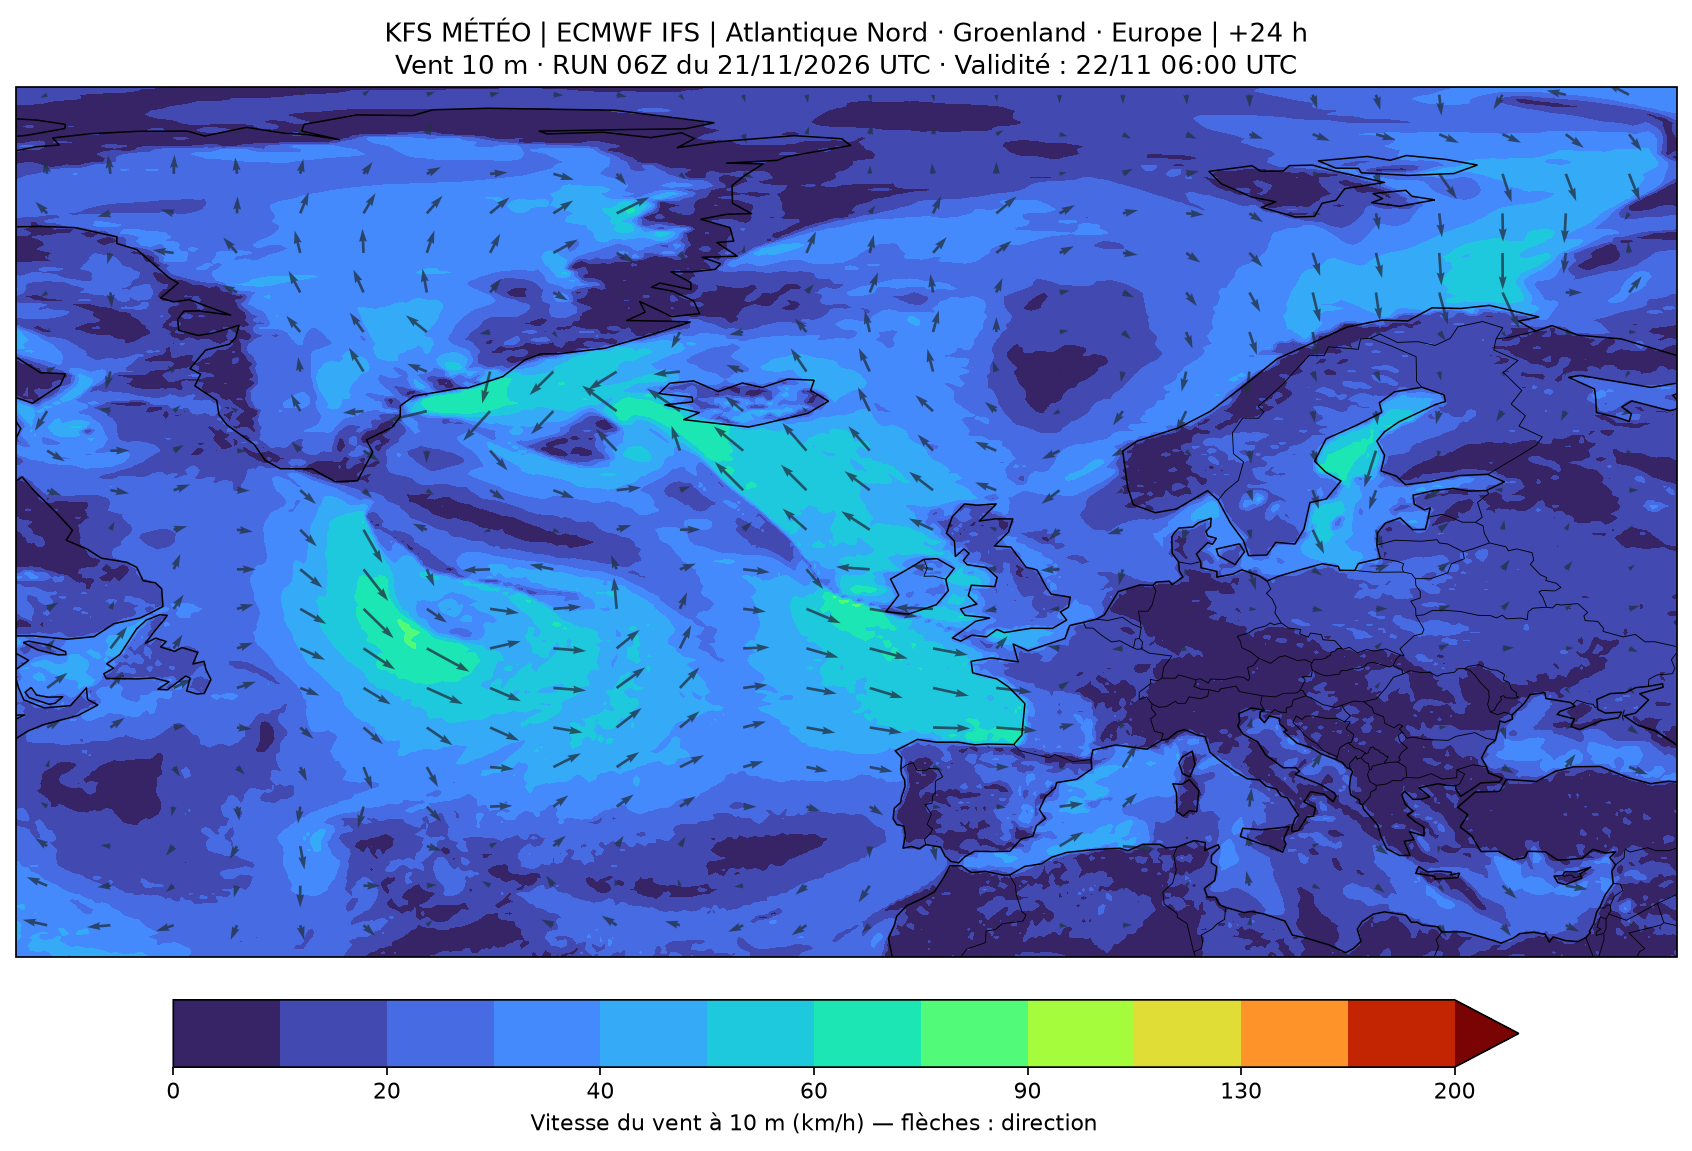 KFS MÉTÉO | ECMWF IFS | Atlantique Nord · Groenland · Europe | +24 h
Vent 10 m · RUN 06Z du 21/11/2026 UTC · Validité : 22/11 06:00 UTC
0 20 40 60 90 130 200
Vitesse du vent à 10 m (km/h) — flèches : direction